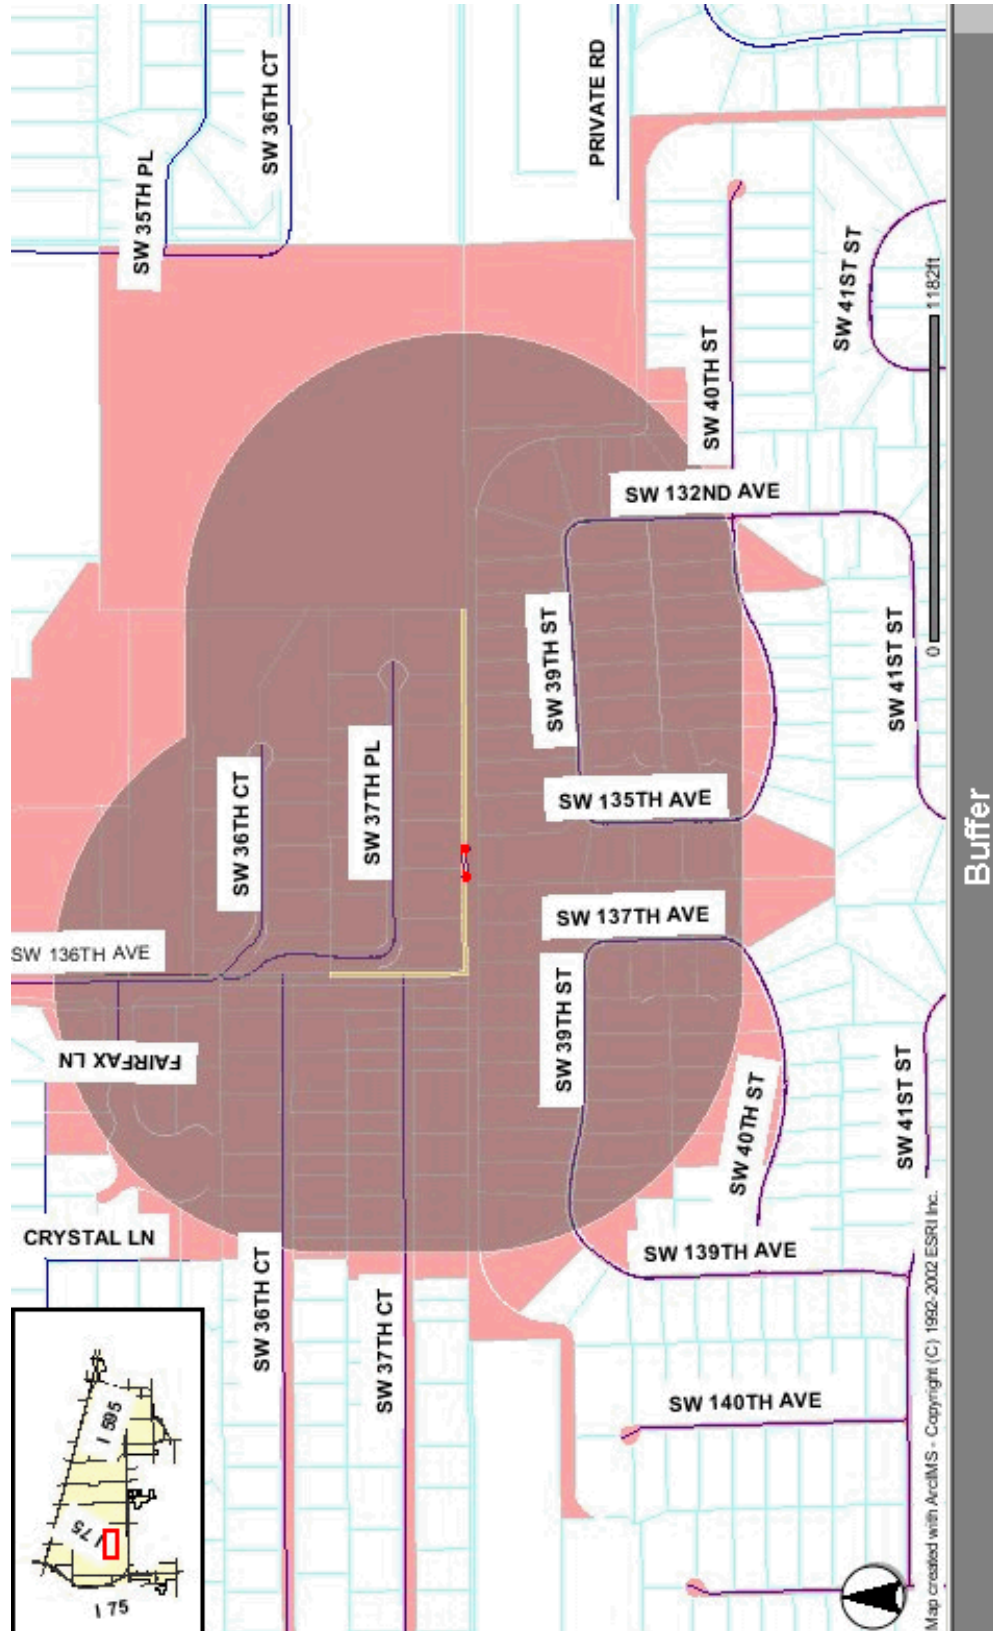 SW 36TH CT
PRIVATE RD
SW 35TH PL
SW 41ST ST
1182ft
SW 40TH ST
SW 132ND AVE
SW 39TH ST
SW 41ST ST
0
SW 37TH PL
SW 36TH CT
SW 135TH AVE
Buffer
SW 137TH AVE
SW 136TH AVE
SW 39TH ST
FAIRFAX LN
SW 40TH ST
SW 41ST ST
CRYSTAL LN
SW 139TH AVE
SW 36TH CT
SW 37TH CT
SW 140TH AVE
I 595
I 75
I 75
Map created with ArcIMS - Copyright (C) 1992-2002 ESRI Inc.